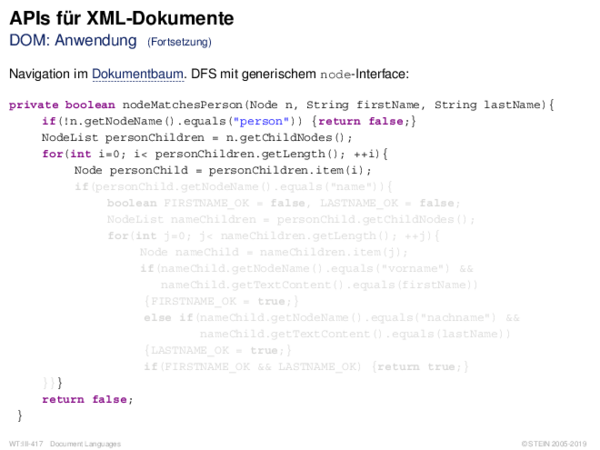 APIs für XML-Dokumente
DOM: Anwendung (Fortsetzung)
Navigation im Dokumentbaum. DFS mit generischem node-Interface:
private boolean nodeMatchesPerson(Node n, String firstName, String lastName){
if(!n.getNodeName().equals("person")) {return false;}
NodeList personChildren = n.getChildNodes();
for(int i=0; i< personChildren.getLength(); ++i){
Node personChild = personChildren.item(i);
if(personChild.getNodeName().equals("name")){
boolean FIRSTNAME_OK = false, LASTNAME_OK = false;
NodeList nameChildren = personChild.getChildNodes();
for(int j=0; j< nameChildren.getLength(); ++j){
Node nameChild = nameChildren.item(j);
if(nameChild.getNodeName().equals("vorname") &&
nameChild.getTextContent().equals(firstName))
{FIRSTNAME_OK = true;}
else if(nameChild.getNodeName().equals("nachname") &&
nameChild.getTextContent().equals(lastName))
{LASTNAME_OK = true;}
if(FIRSTNAME_OK && LASTNAME_OK) {return true;}
}}}
return false;
}
WT:III-417 Document Languages © STEIN 2005-2019